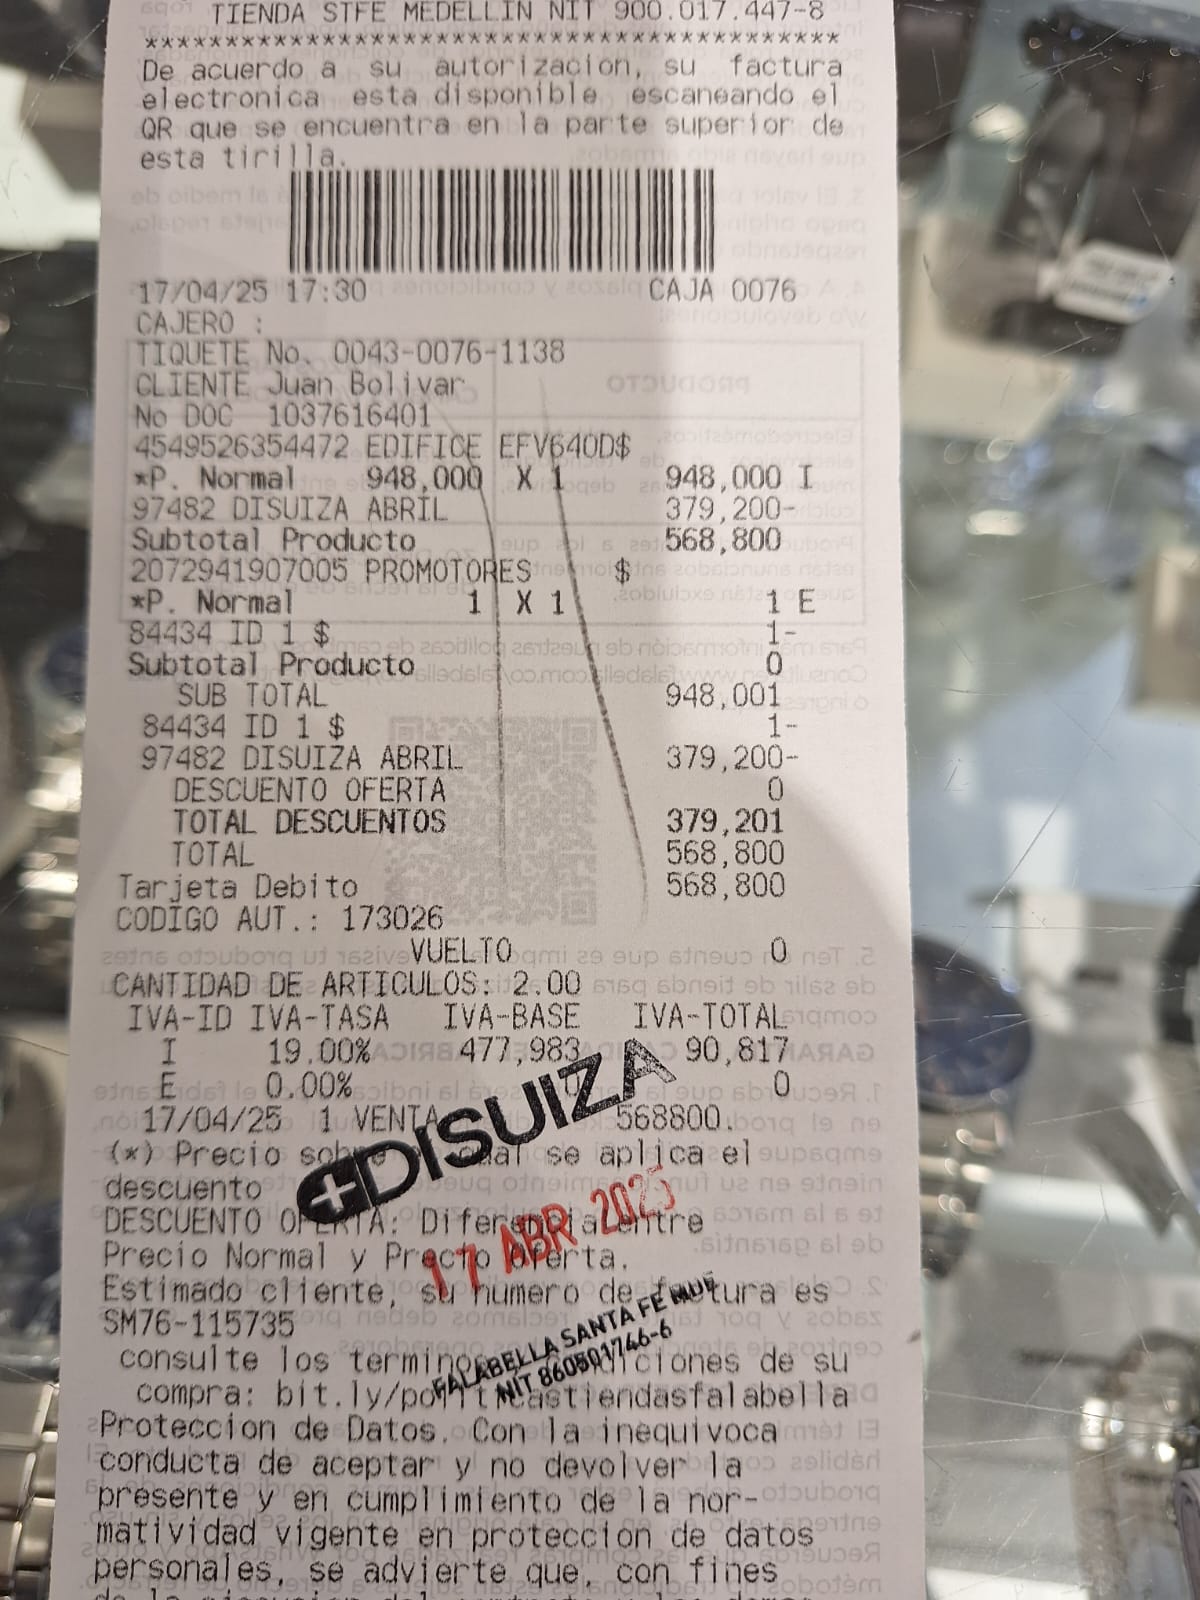 TIENDA STFE MEDELLIN NIT 900.017.447-8
*****************************************
De acuerdo a su autorizacion, su factura
electronica esta disponible escaneando el
QR que se encuentra en la parte superior de
esta tirilla.
17/04/25 17:30 CAJA 0076
CAJERO :
TIQUETE No. 0043-0076-1138
CLIENTE Juan Bolivar
No DOC 1037616401
4549526354472 EDIFICE EFV640D$
*P. Normal 948,000 X 1 948,000 I
97482 DISUIZA ABRIL 379,200-
Subtotal Producto 568,800
2072941907005 PROMOTORES $
*P. Normal 1 X 1 1 E
84434 ID 1 $ 1-
Subtotal Producto 0
SUB TOTAL 948,001
84434 ID 1 $ 1-
97482 DISUIZA ABRIL 379,200-
DESCUENTO OFERTA 0
TOTAL DESCUENTOS 379,201
TOTAL 568,800
Tarjeta Debito 568,800
CODIGO AUT.: 173026
VUELTO 0
CANTIDAD DE ARTICULOS: 2.00
IVA-ID IVA-TASA IVA-BASE IVA-TOTAL
I 19.00% 477,983 90,817
E 0.00% 0 0
17/04/25 1 VENTA 568800.
DISUIZA
(*) Precio sobre el cual se aplica el
descuento
DESCUENTO OFERTA: Diferencia entre
17 ABR 2025
Precio Normal y Precio Oferta.
Estimado cliente, su numero de factura es
SM76-115735
FALABELLA SANTA FE MUE
NIT 860501746-6
consulte los terminos condiciones de su
compra: bit.ly/politicastiendasfalabella
Proteccion de Datos. Con la inequivoca
conducta de aceptar y no devolver la
presente y en cumplimiento de la nor-
matividad vigente en proteccion de datos
personales, se advierte que, con fines